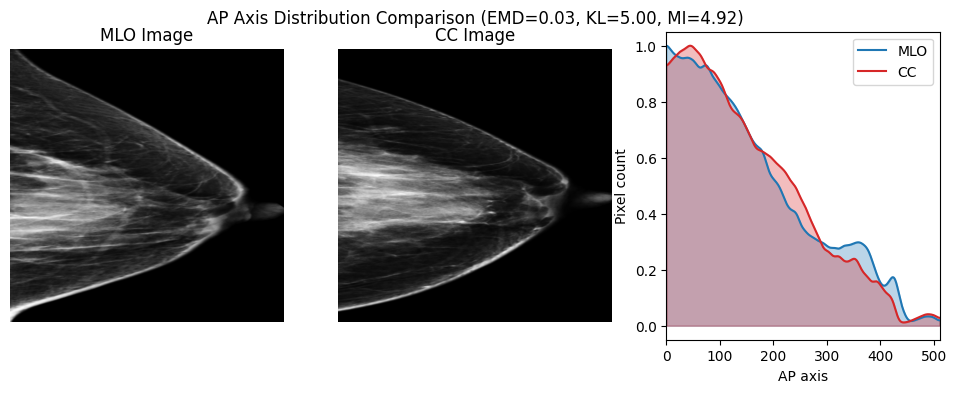 AP Axis Distribution Comparison (EMD=0.03, KL=5.00, MI=4.92)
MLO Image
CC Image
MLO
CC
Pixel count
1.0
0.8
0.6
0.4
0.2
0.0
0 100 200 300 400 500
AP axis